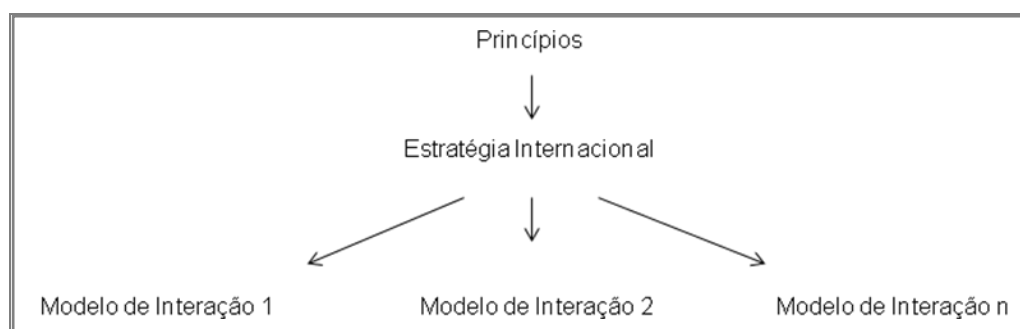 Princípios
Estratégia Internacional
Modelo de Interação 1 Modelo de Interação 2 Modelo de Interação n